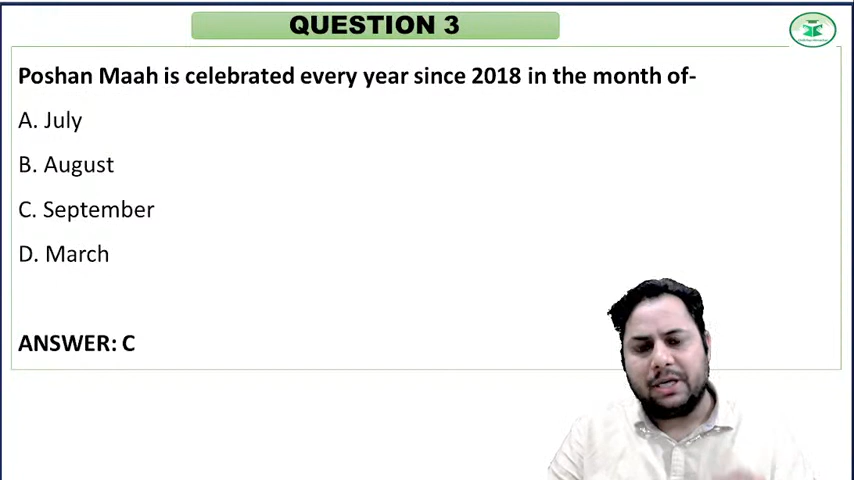 QUESTION 3
Poshan Maah is celebrated every year since 2018 in the month of-
A. July
B. August
C. September
D. March
ANSWER: C